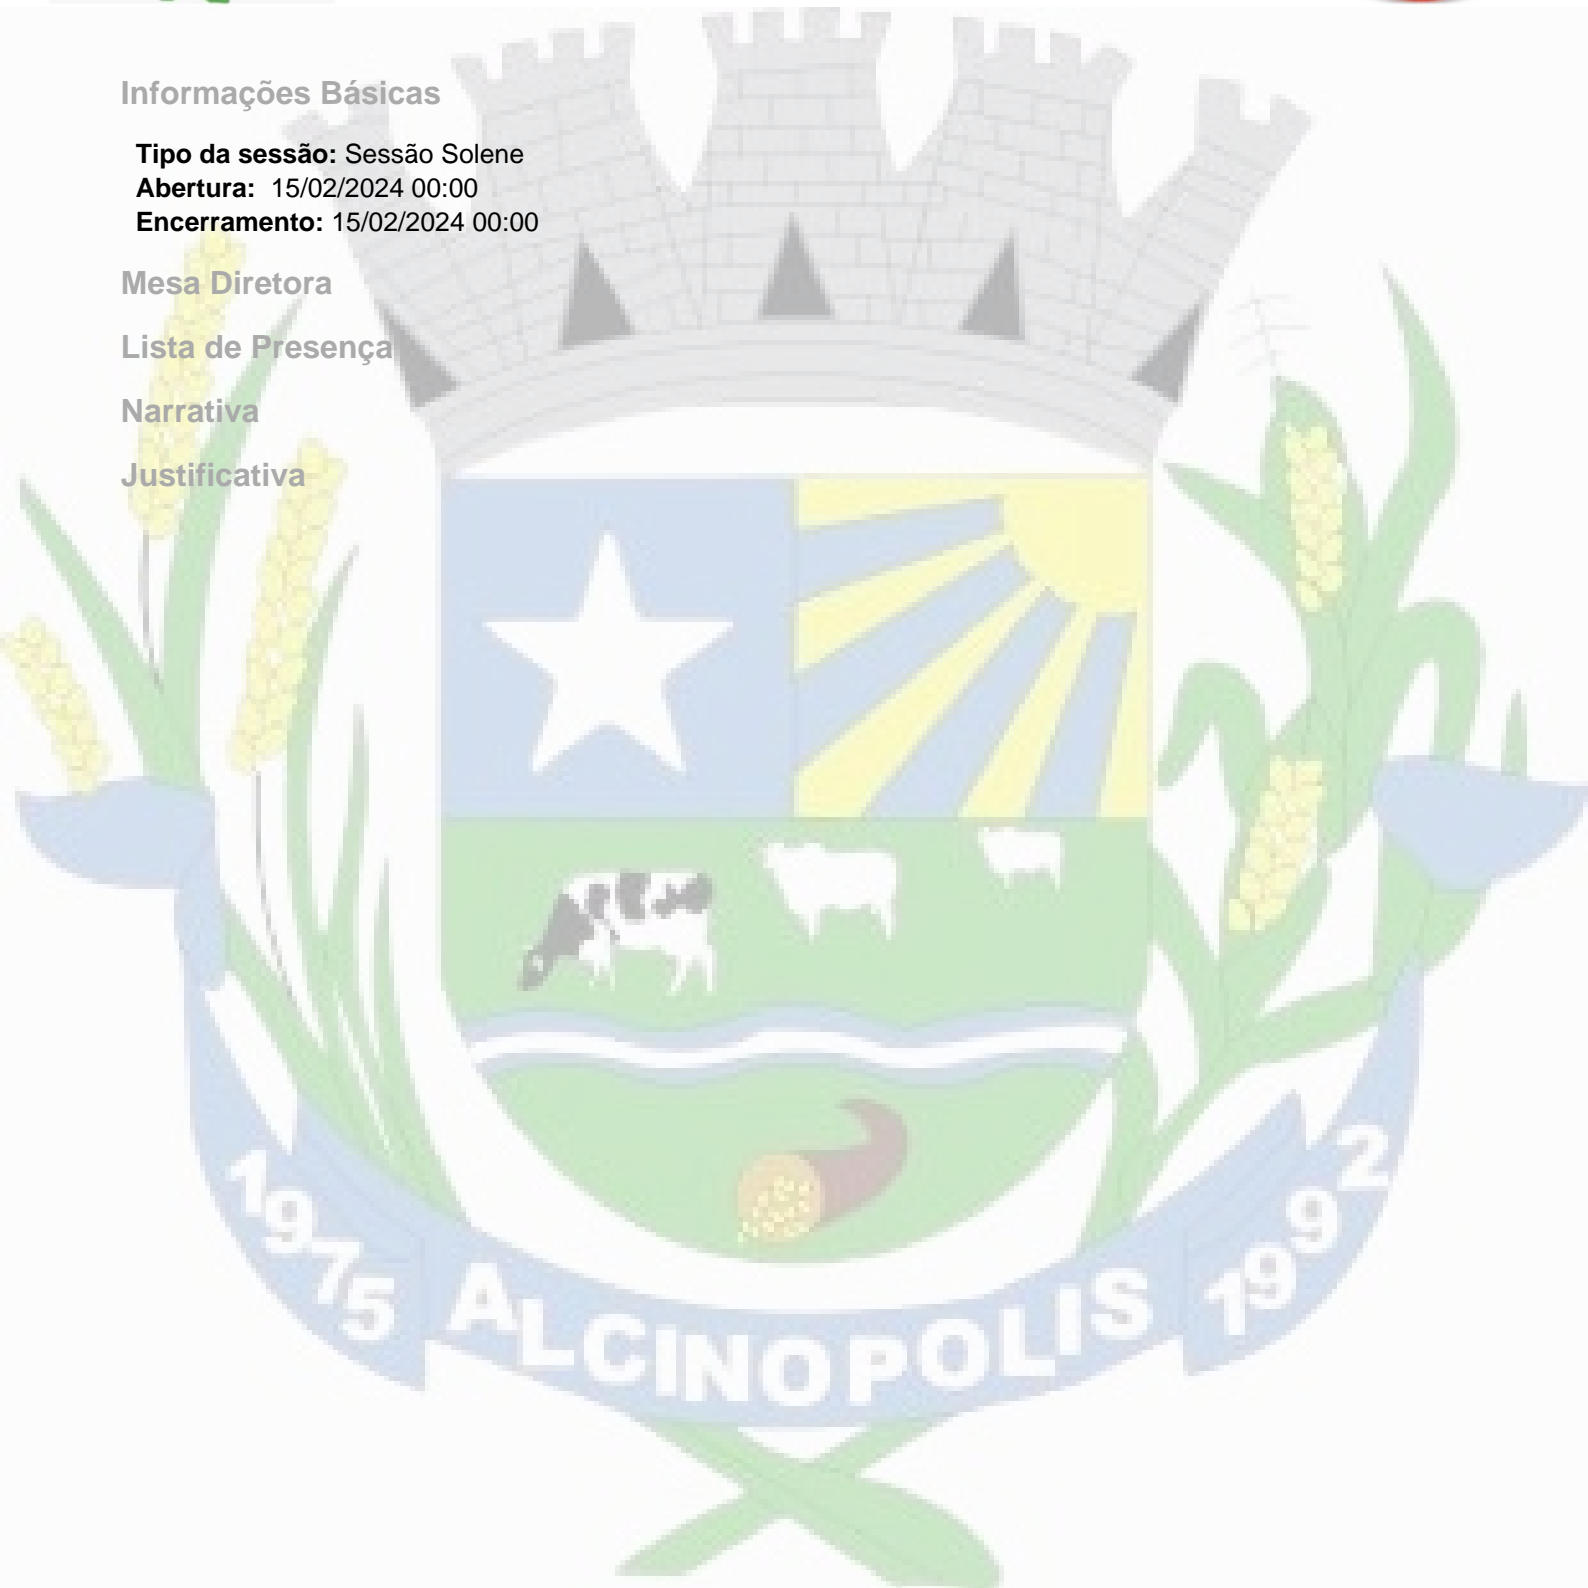 Informações Básicas
Tipo da sessão: Sessão Solene
Abertura: 15/02/2024 00:00
Encerramento: 15/02/2024 00:00
Mesa Diretora
Lista de Presença
Narrativa
Justificativa
1975 ALCINOPOLIS 1992